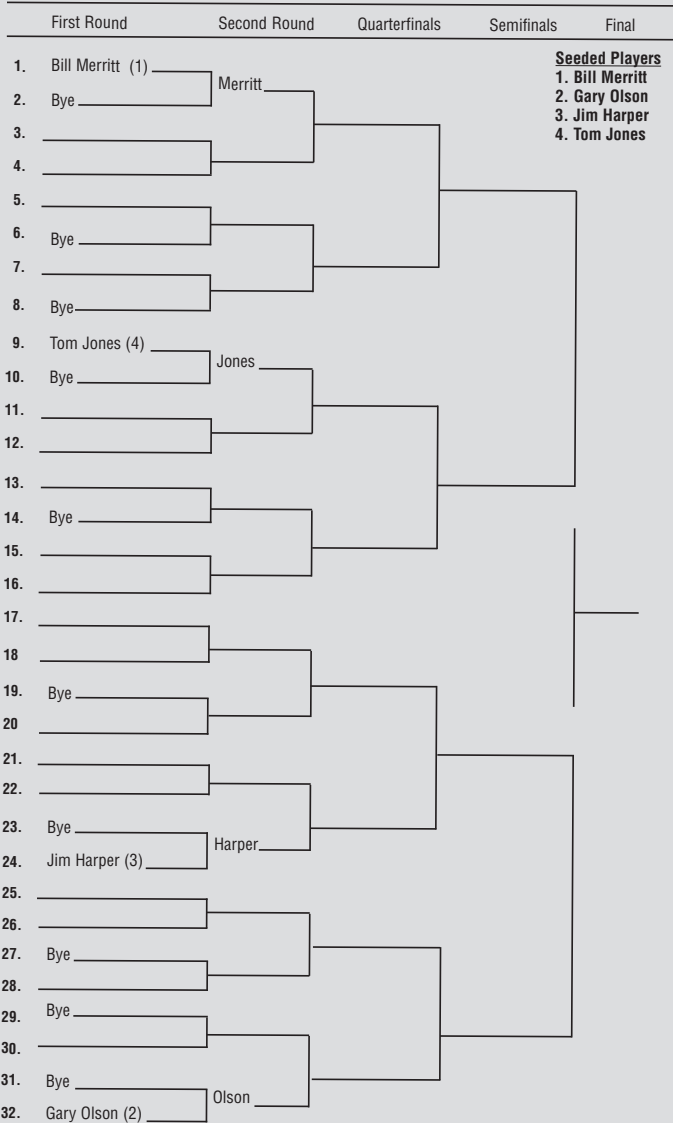 First Round Second Round Quarterfinals Semifinals Final
Seeded Players
1. Bill Merritt
2. Gary Olson
3. Jim Harper
4. Tom Jones
1. Bill Merritt (1)
Merritt
2. Bye
3.
4.
5.
6. Bye
7.
8. Bye
9. Tom Jones (4)
Jones
10. Bye
11.
12.
13.
14. Bye
15.
16.
17.
18
19. Bye
20
21.
22.
23. Bye
Harper
24. Jim Harper (3)
25.
26.
27. Bye
28.
29. Bye
30.
31. Bye
Olson
32. Gary Olson (2)